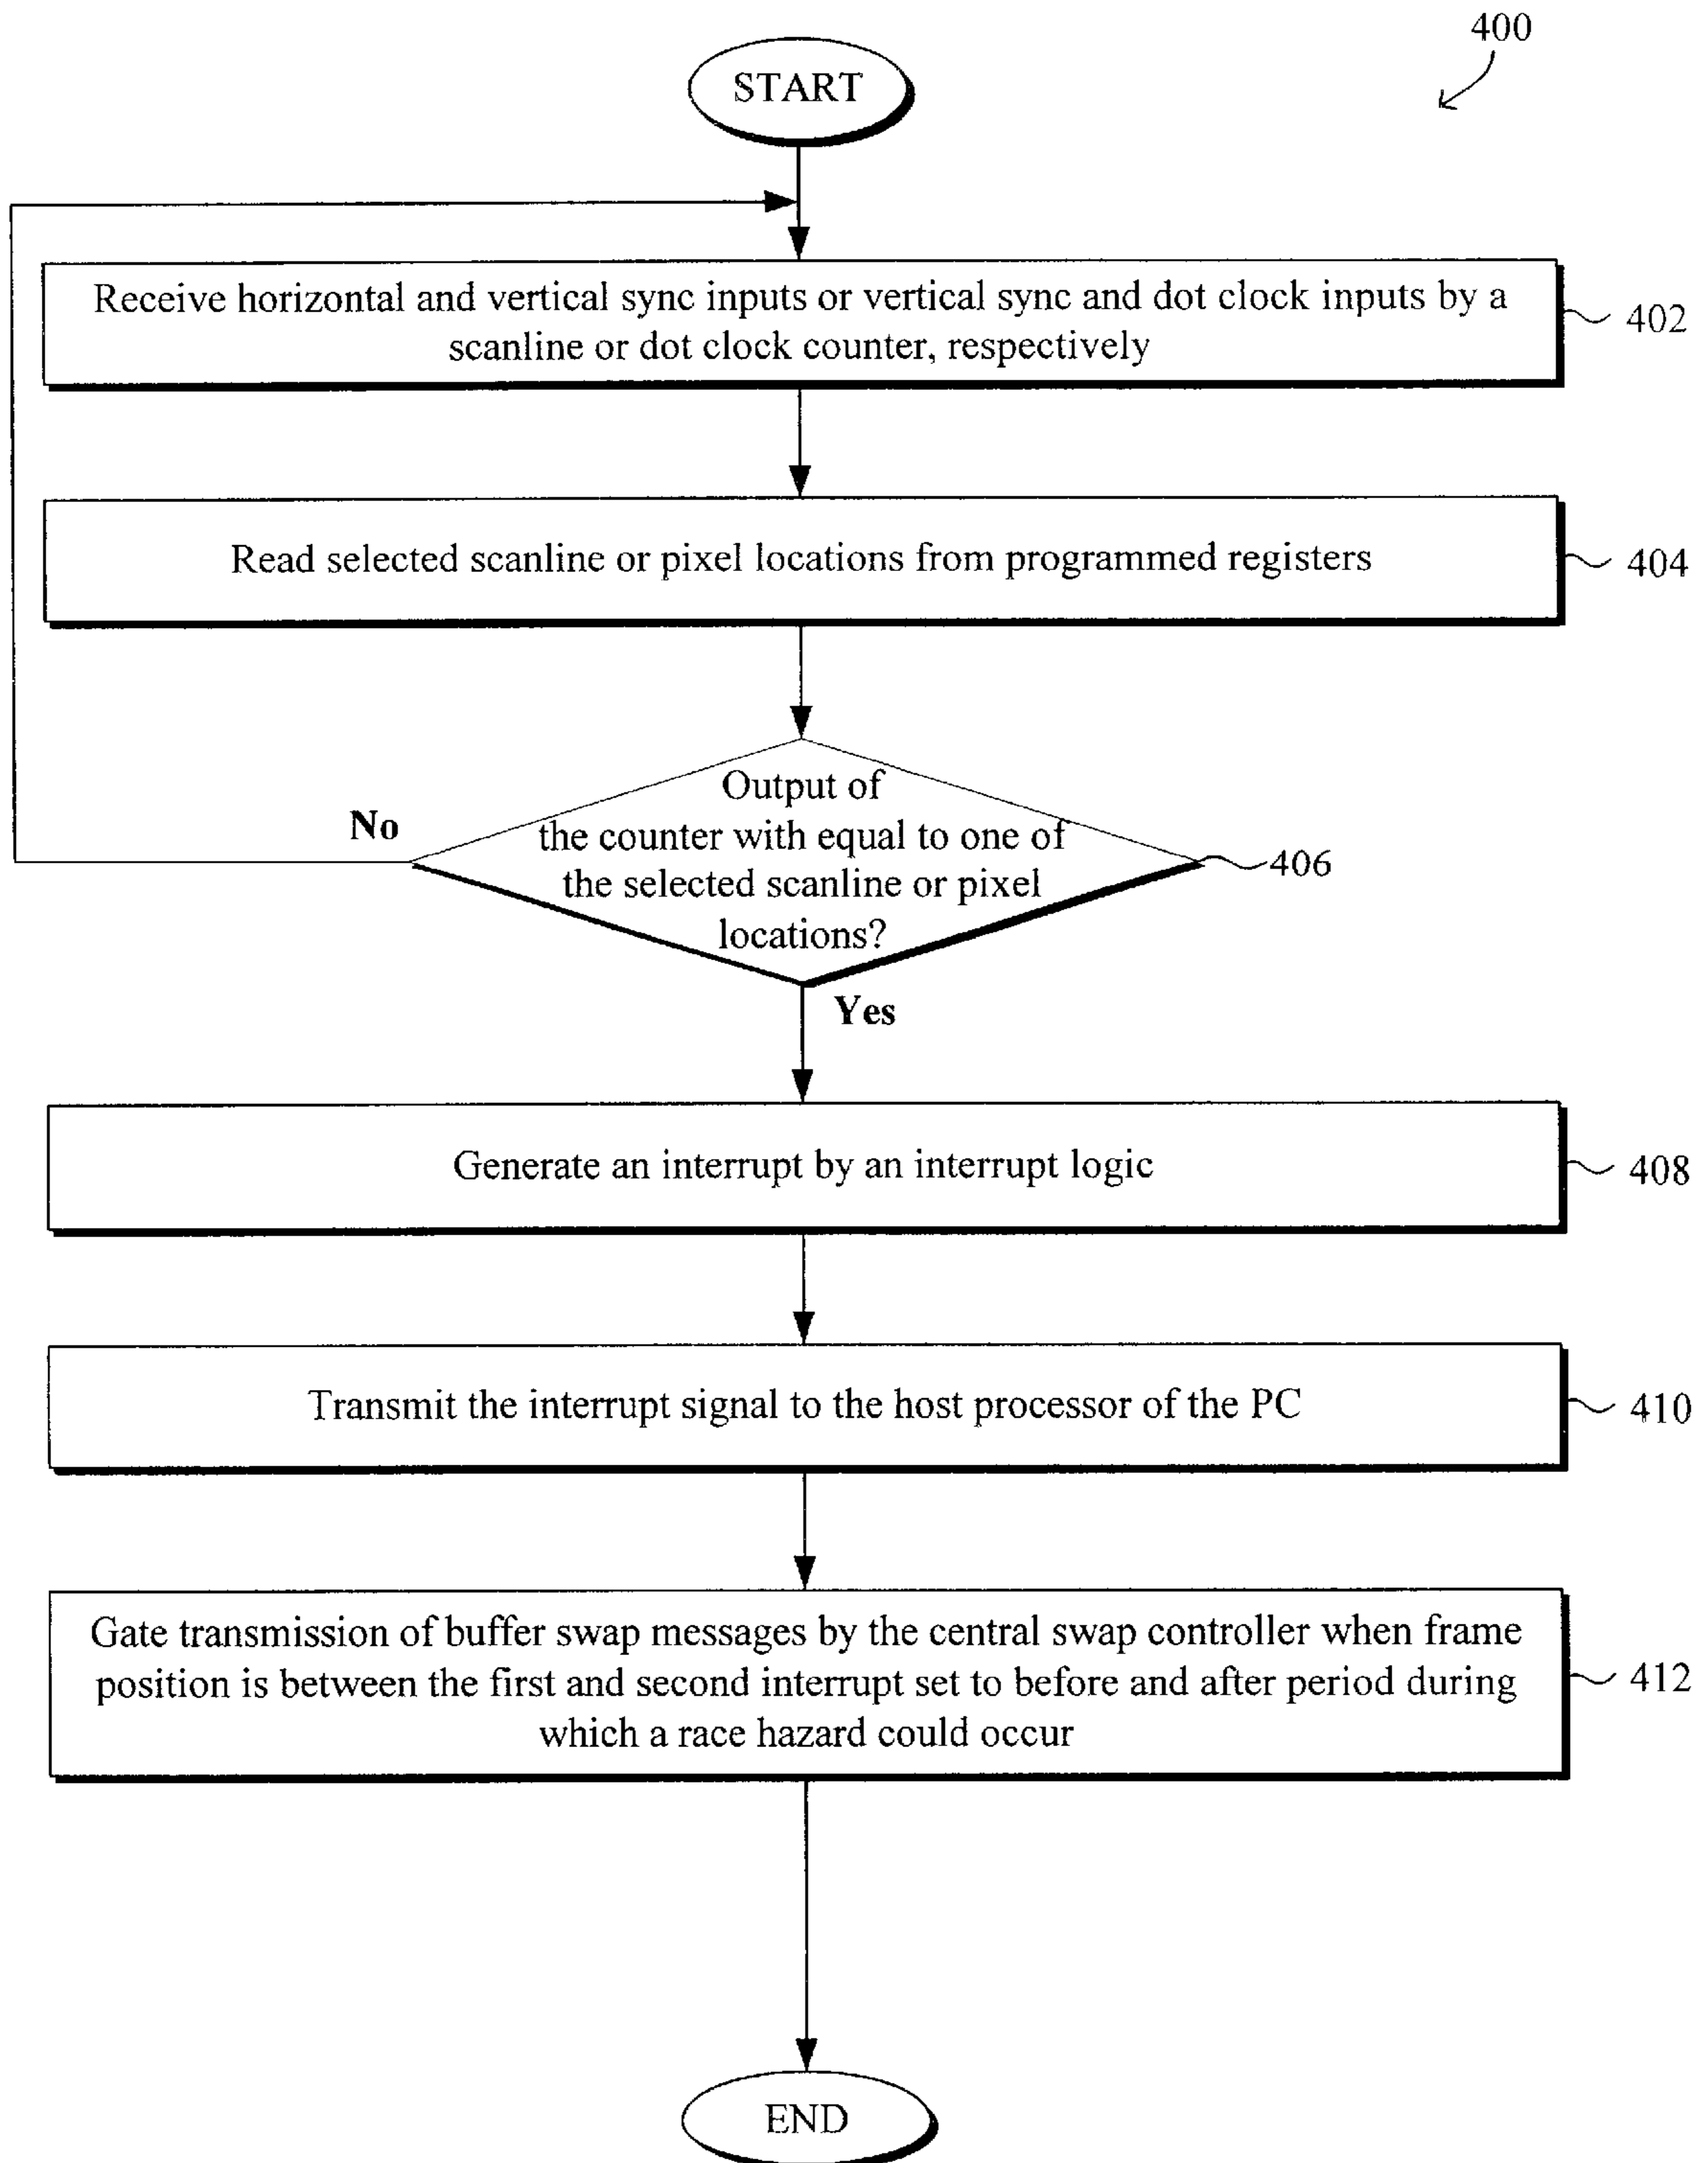 400
START
Receive horizontal and vertical sync inputs or vertical sync and dot clock inputs by a
scanline or dot clock counter, respectively
402
Read selected scanline or pixel locations from programmed registers
404
Output of
the counter with equal to one of
the selected scanline or pixel
locations?
No
406
Yes
Generate an interrupt by an interrupt logic
408
Transmit the interrupt signal to the host processor of the PC
410
Gate transmission of buffer swap messages by the central swap controller when frame
position is between the first and second interrupt set to before and after period during
which a race hazard could occur
412
END